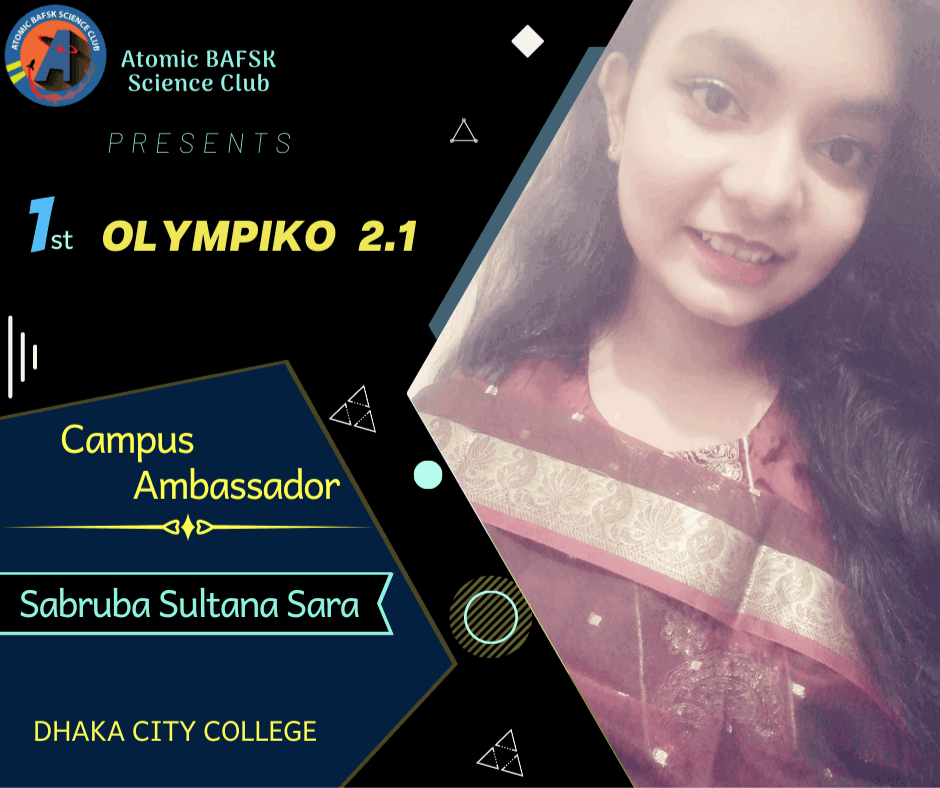 ATOMIC BAFSK SCIENCE CLUB
A
Atomic BAFSK
Science Club
PRESENTS
1st OLYMPIKO 2.1
Campus
Ambassador
Sabruba Sultana Sara
DHAKA CITY COLLEGE